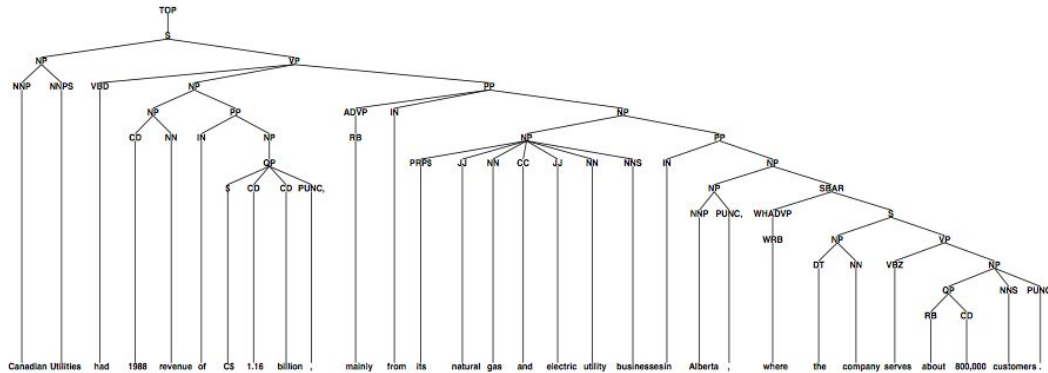 TOP
S
NP VP
NNP NNPS VBD NP PP
NP PP ADVP IN NP
CD NN IN NP RB NP PP
QP PRP$ JJ NN CC JJ NN NNS IN NP
$ CD CD PUNC, NP SBAR
NNP PUNC, WHADVP S
WRB NP VP
DT NN VBZ NP
QP NNS PUNC
RB CD
Canadian Utilities had 1988 revenue of C$ 1.16 billion , mainly from its natural gas and electric utility businesses in Alberta , where the company serves about 800,000 customers .